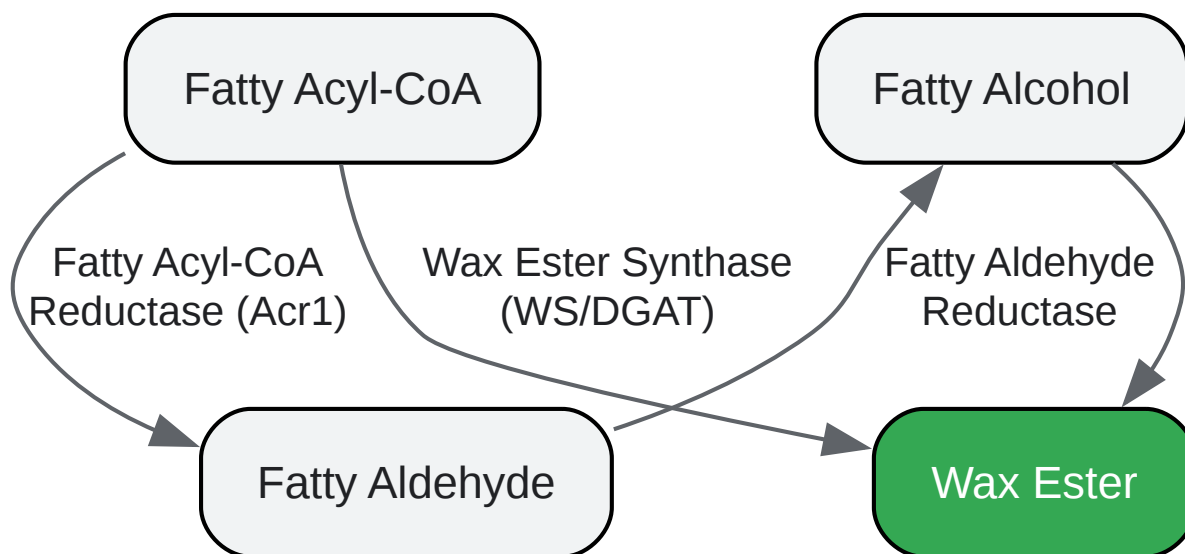 Fatty Acyl-CoA
Fatty Alcohol
Fatty Acyl-CoA
Reductase (Acr1)
Wax Ester Synthase
(WS/DGAT)
Fatty Aldehyde
Reductase
Fatty Aldehyde
Wax Ester